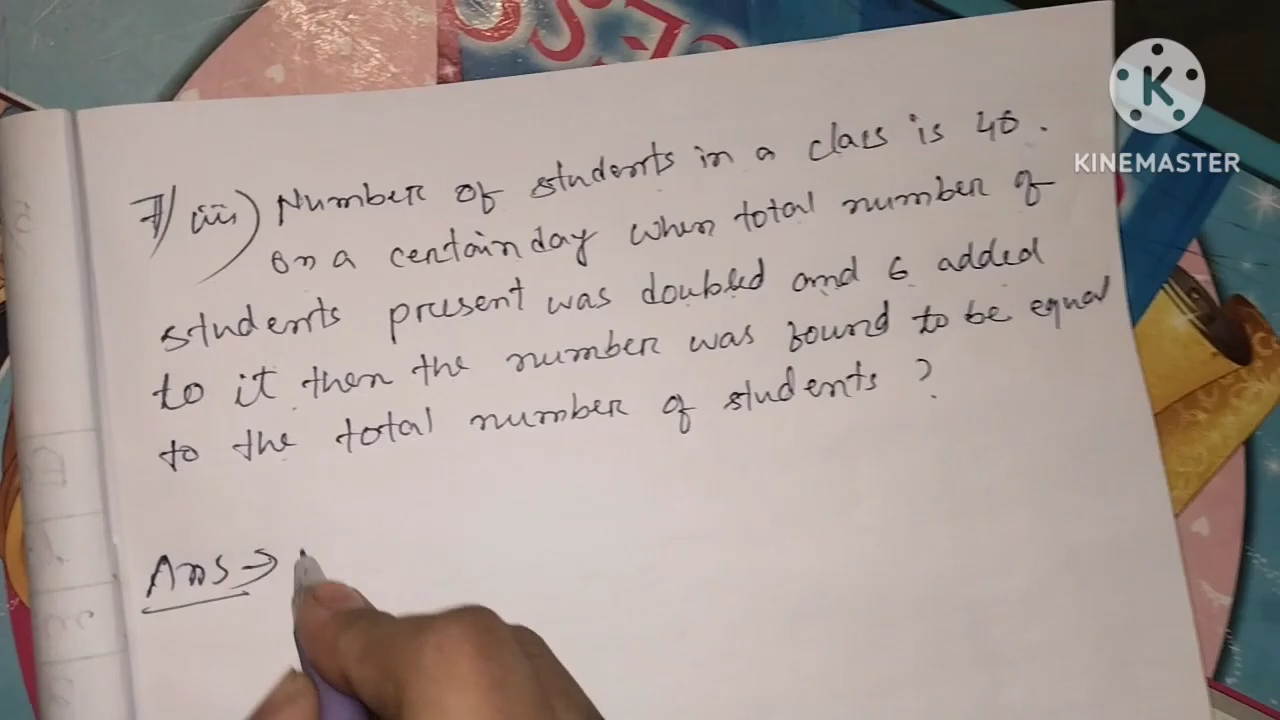 7) iii) Number of students in a class is 40.
on a certain day when total number of
students present was doubled and 6 added
to it then the number was found to be equal
to the total number of students ?
Ans →
K
KINEMASTER